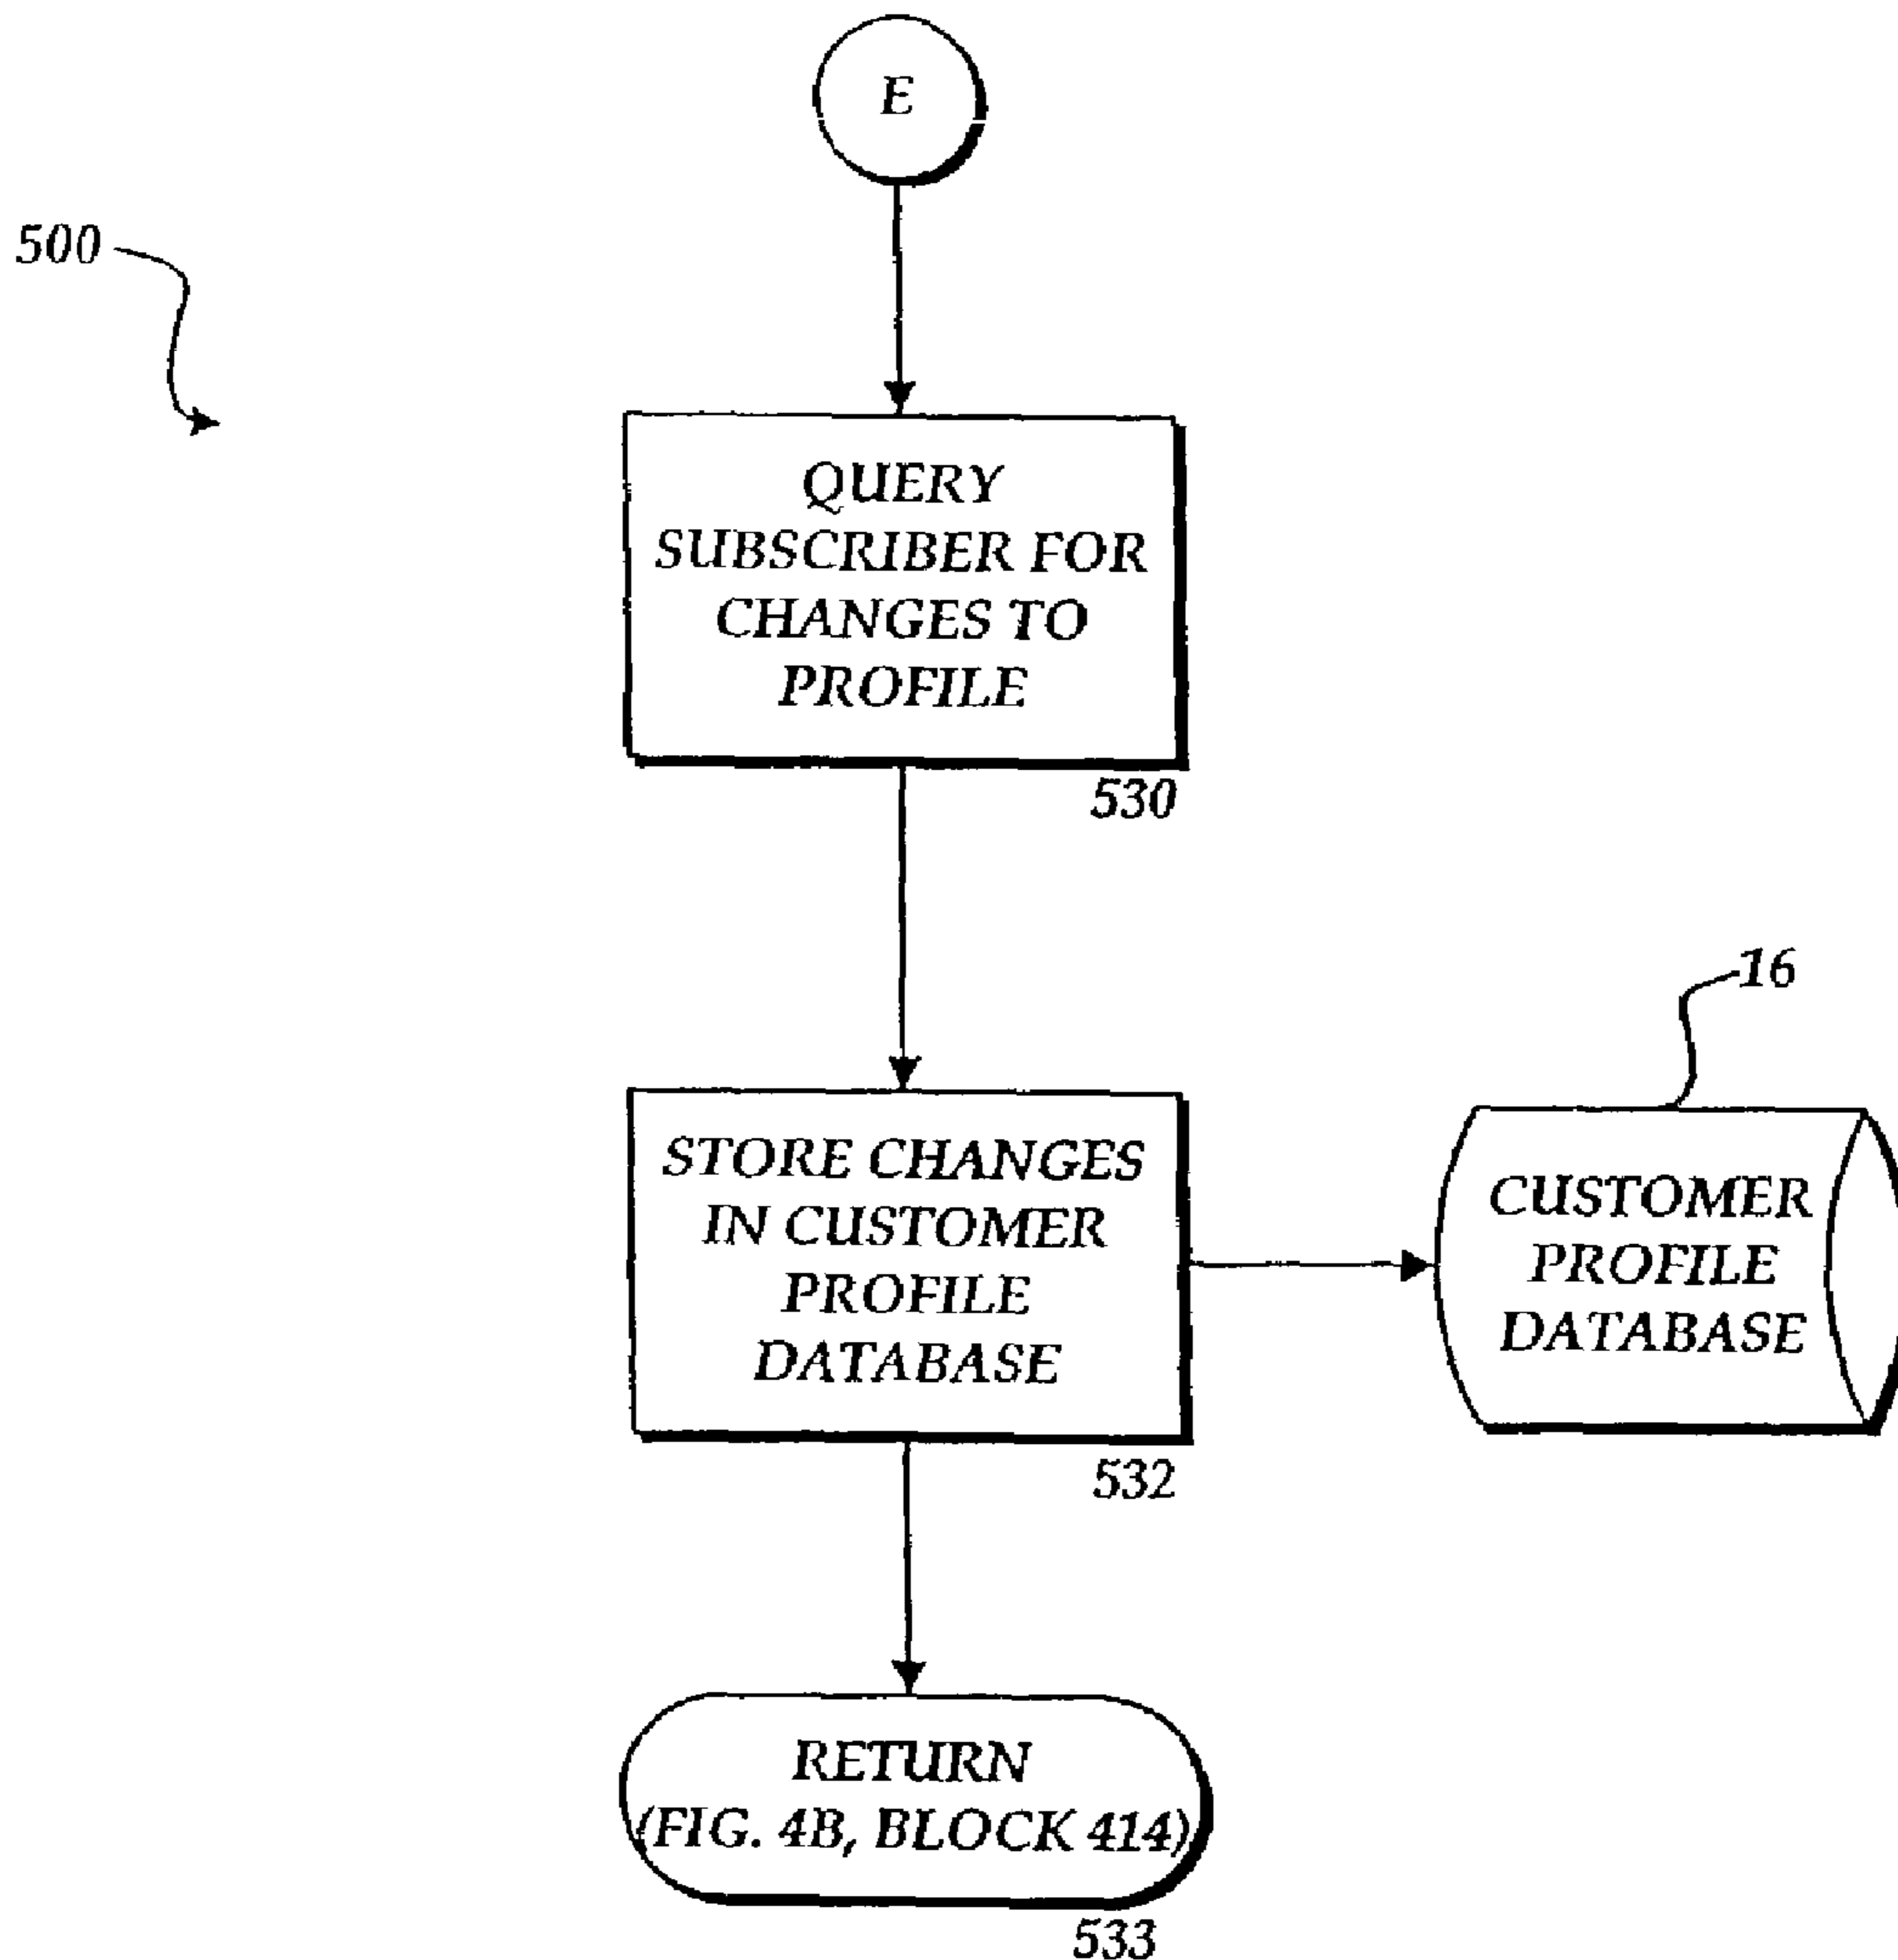 E
500
QUERY
SUBSCRIBER FOR
CHANGES TO
PROFILE
530
16
STORE CHANGES
IN CUSTOMER
PROFILE
DATABASE
532
CUSTOMER
PROFILE
DATABASE
RETURN
(FIG. 4B, BLOCK 414)
533